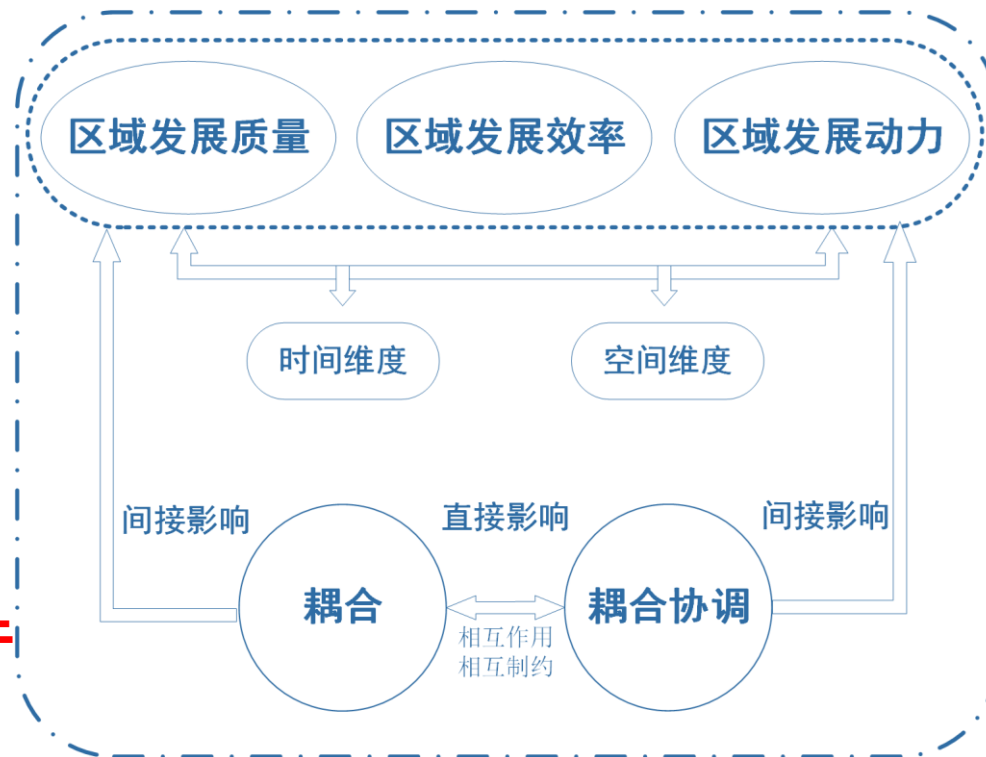 区域发展质量
区域发展效率
区域发展动力
时间维度
空间维度
间接影响
直接影响
间接影响
耦合
耦合协调
相互作用
相互制约